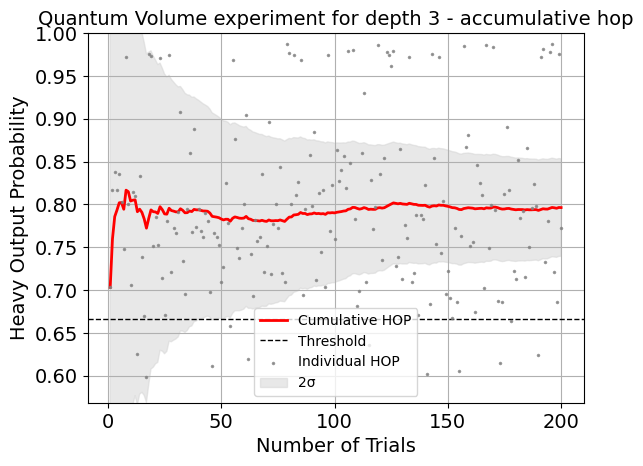 Quantum Volume experiment for depth 3 - accumulative hop
Heavy Output Probability
1.00
0.95
0.90
0.85
0.80
0.75
0.70
0.65
0.60
Cumulative HOP
Threshold
Individual HOP
2σ
0 50 100 150 200
Number of Trials